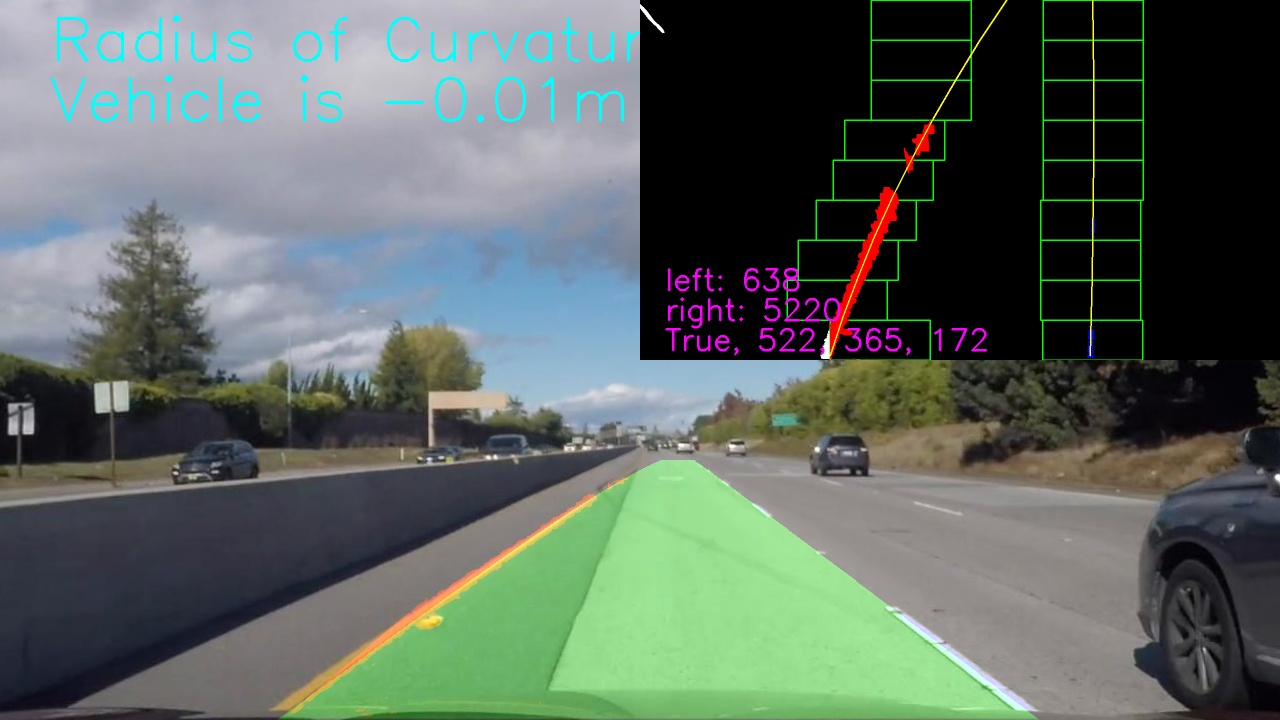 Radius of Curvatur
Vehicle is -0.01m
left: 638
right: 5220
True, 522, 365, 172